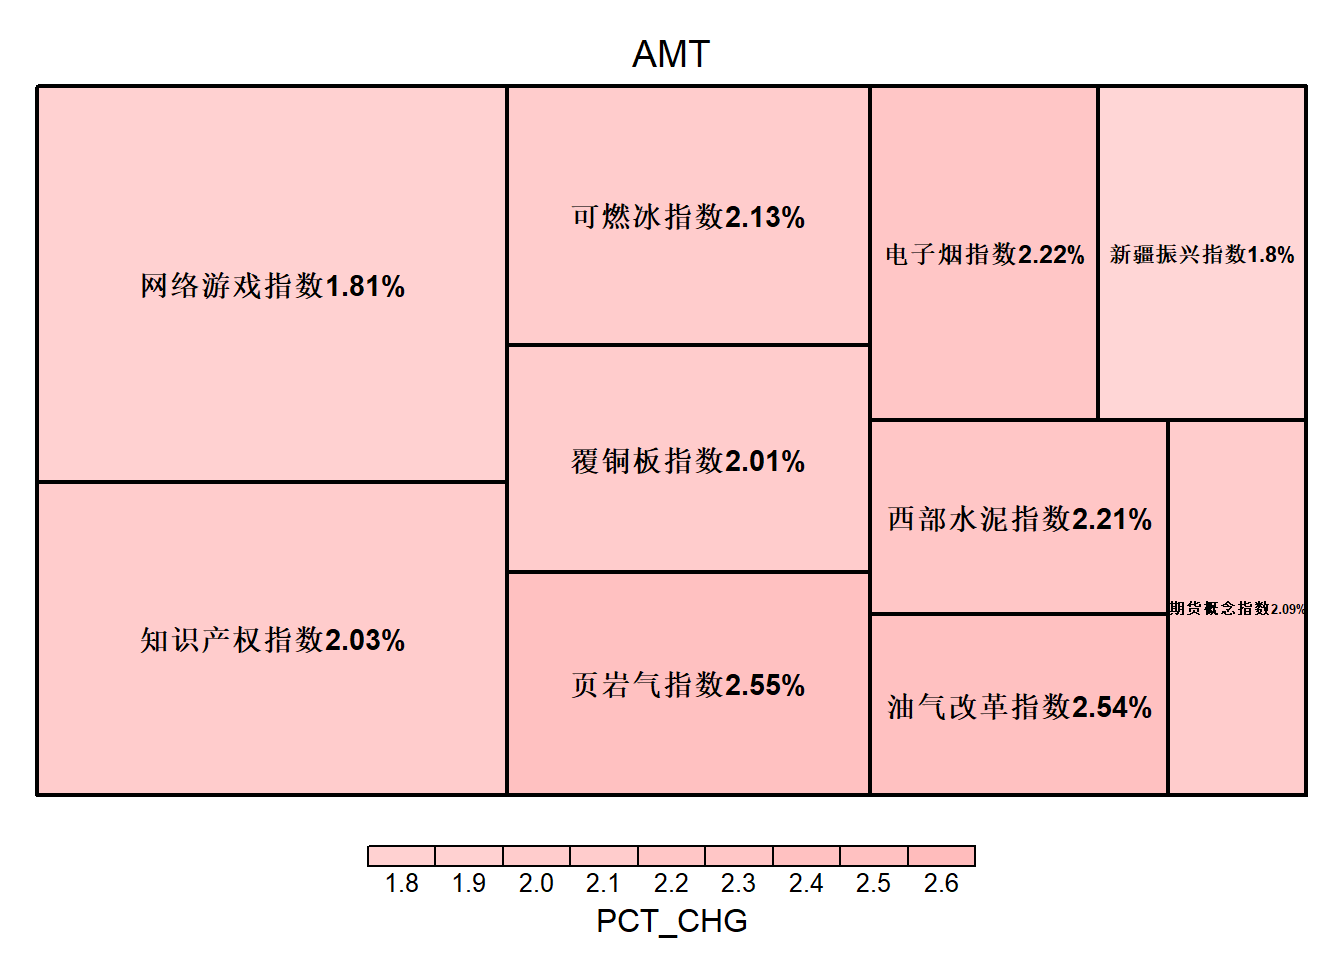 AMT
网络游戏指数1.81%
知识产权指数2.03%
可燃冰指数2.13%
覆铜板指数2.01%
页岩气指数2.55%
电子烟指数2.22%
新疆振兴指数1.8%
西部水泥指数2.21%
油气改革指数2.54%
期货概念指数2.09%
1.8 1.9 2.0 2.1 2.2 2.3 2.4 2.5 2.6
PCT_CHG